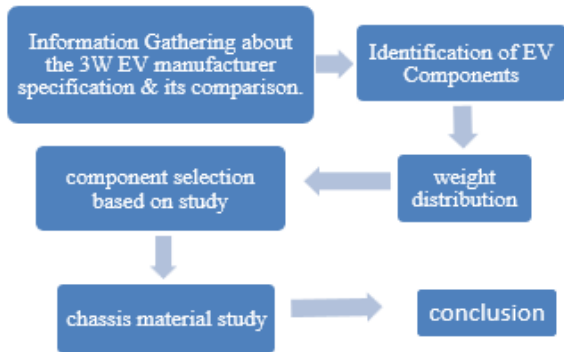 Information Gathering about
the 3W EV manufacturer
specification & its comparison.
Identification of EV
Components
weight
distribution
component selection
based on study
chassis material study
conclusion